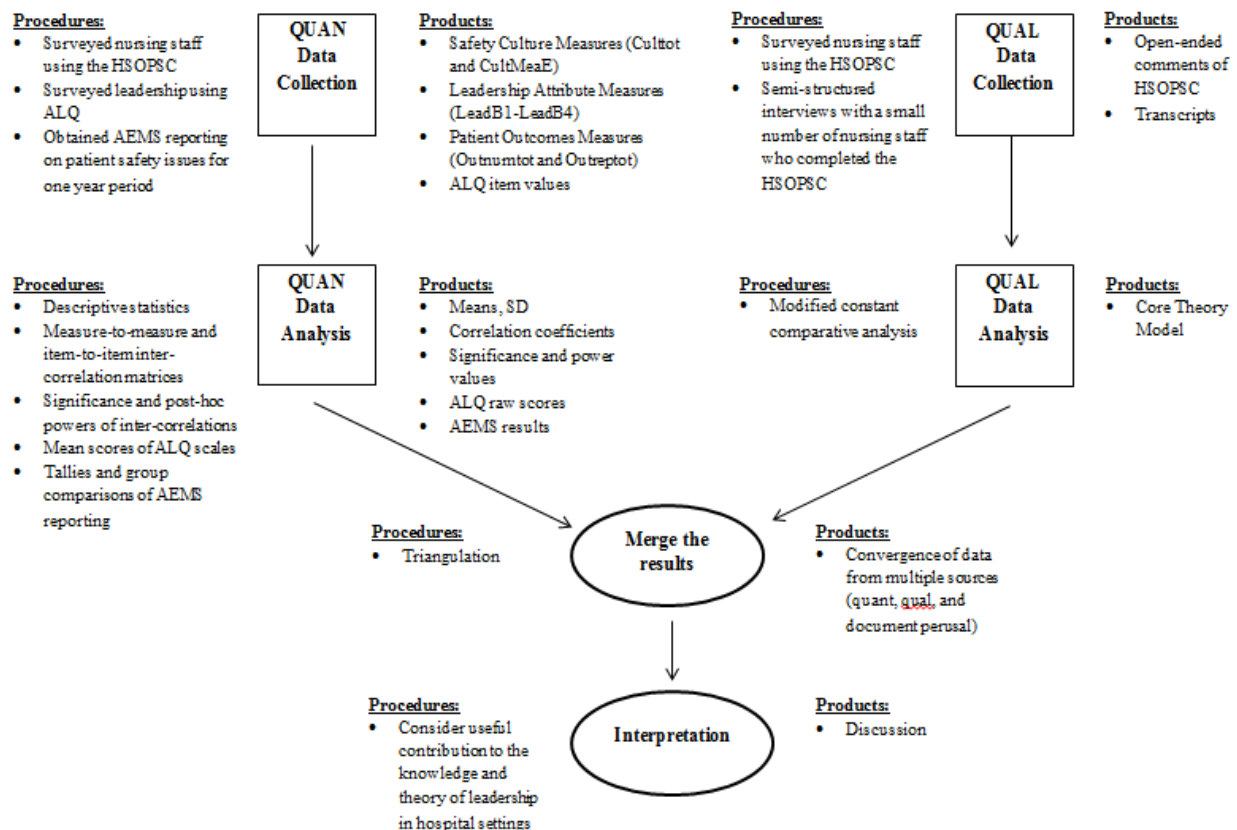 Procedures:
• Surveyed nursing staff
using the HSOPSC
• Surveyed leadership using
ALQ
• Obtained AEMS reporting
on patient safety issues for
one year period
QUAN
Data
Collection
Products:
• Safety Culture Measures (Culttot
and CultMeaE)
• Leadership Attribute Measures
(LeadB1-LeadB4)
• Patient Outcomes Measures
(Outnumtot and Outreptot)
• ALQ item values
Procedures:
• Surveyed nursing staff
using the HSOPSC
• Semi-structured
interviews with a small
number of nursing staff
who completed the
HSOPSC
QUAL
Data
Collection
Products:
• Open-ended
comments of
HSOPSC
• Transcripts
Procedures:
• Descriptive statistics
• Measure-to-measure and
item-to-item inter-
correlation matrices
• Significance and post-hoc
powers of inter-correlations
• Mean scores of ALQ scales
• Tallies and group
comparisons of AEMS
reporting
QUAN
Data
Analysis
Products:
• Means, SD
• Correlation coefficients
• Significance and power
values
• ALQ raw scores
• AEMS results
Procedures:
• Modified constant
comparative analysis
QUAL
Data
Analysis
Products:
• Core Theory
Model
Procedures:
• Triangulation
Merge the
results
Products:
• Convergence of data
from multiple sources
(quant, qual, and
document perusal)
Procedures:
• Consider useful
contribution to the
knowledge and
theory of leadership
in hospital settings
Interpretation
Products:
• Discussion